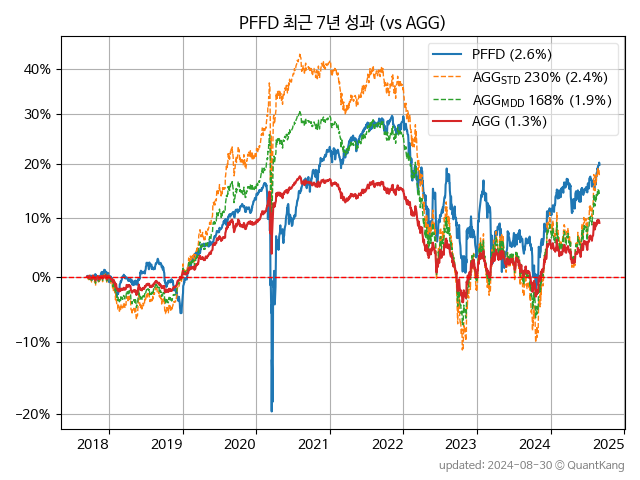 PFFD 최근 7년 성과 (vs AGG)
PFFD (2.6%)
AGG_STD 230% (2.4%)
AGG_MDD 168% (1.9%)
AGG (1.3%)
40%
30%
20%
10%
0%
−10%
−20%
2018 2019 2020 2021 2022 2023 2024 2025
updated: 2024-08-30 © QuantKang